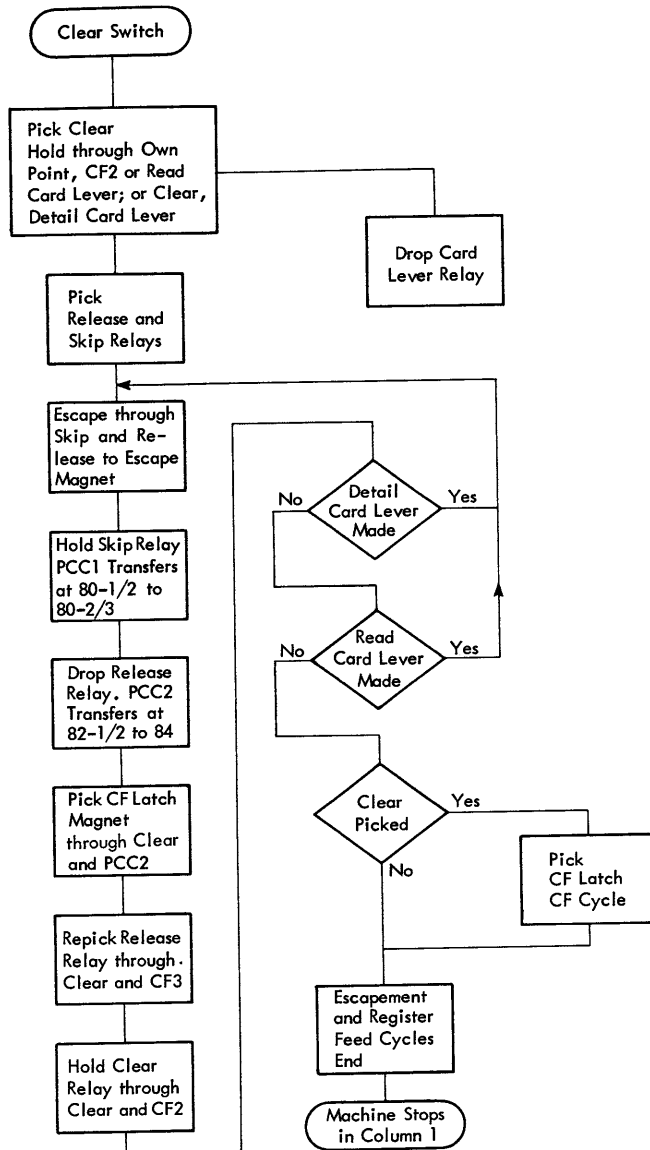 Clear Switch
Pick Clear
Hold through Own
Point, CF2 or Read
Card Lever; or Clear,
Detail Card Lever
Drop Card
Lever Relay
Pick
Release and
Skip Relays
Escape through
Skip and Re-
lease to Escape
Magnet
Hold Skip Relay
PCC1 Transfers
at 80-1/2 to
80-2/3
Drop Release
Relay. PCC2
Transfers at
82-1/2 to 84
Pick CF Latch
Magnet
through Clear
and PCC2
Repick Release
Relay through.
Clear and CF3
Hold Clear
Relay through
Clear and CF2
No
Detail
Card Lever
Made
Yes
No
Read
Card Lever
Made
Yes
Clear
Picked
Yes
No
Pick
CF Latch
CF Cycle
Escapement
and Register
Feed Cycles
End
Machine Stops
in Column 1